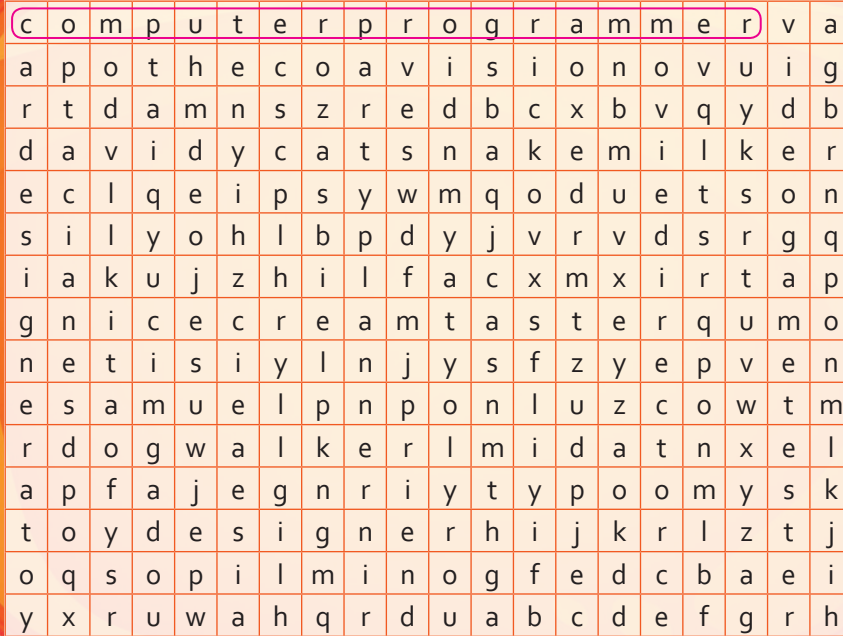 c o m p u t e r p r o g r a m m e r v a
a p o t h e c o a v i s i o n o v u i g
r t d a m n s z r e d b c x b v q y d b
d a v i d y c a t s n a k e m i l k e r
e c l q e i p s y w m q o d u e t s o n
s i l y o h l b p d y j v r v d s r g q
i a k u j z h i l f a c x m x i r t a p
g n i c e c r e a m t a s t e r q u m o
n e t i s i y l n j y s f z y e p v e n
e s a m u e l p n p o n l u z c o w t m
r d o g w a l k e r l m i d a t n x e l
a p f a j e g n r i y t y p o o m y s k
t o y d e s i g n e r h i j k r l z t j
o q s o p i l m i n o g f e d c b a e i
y x r u w a h q r d u a b c d e f g r h